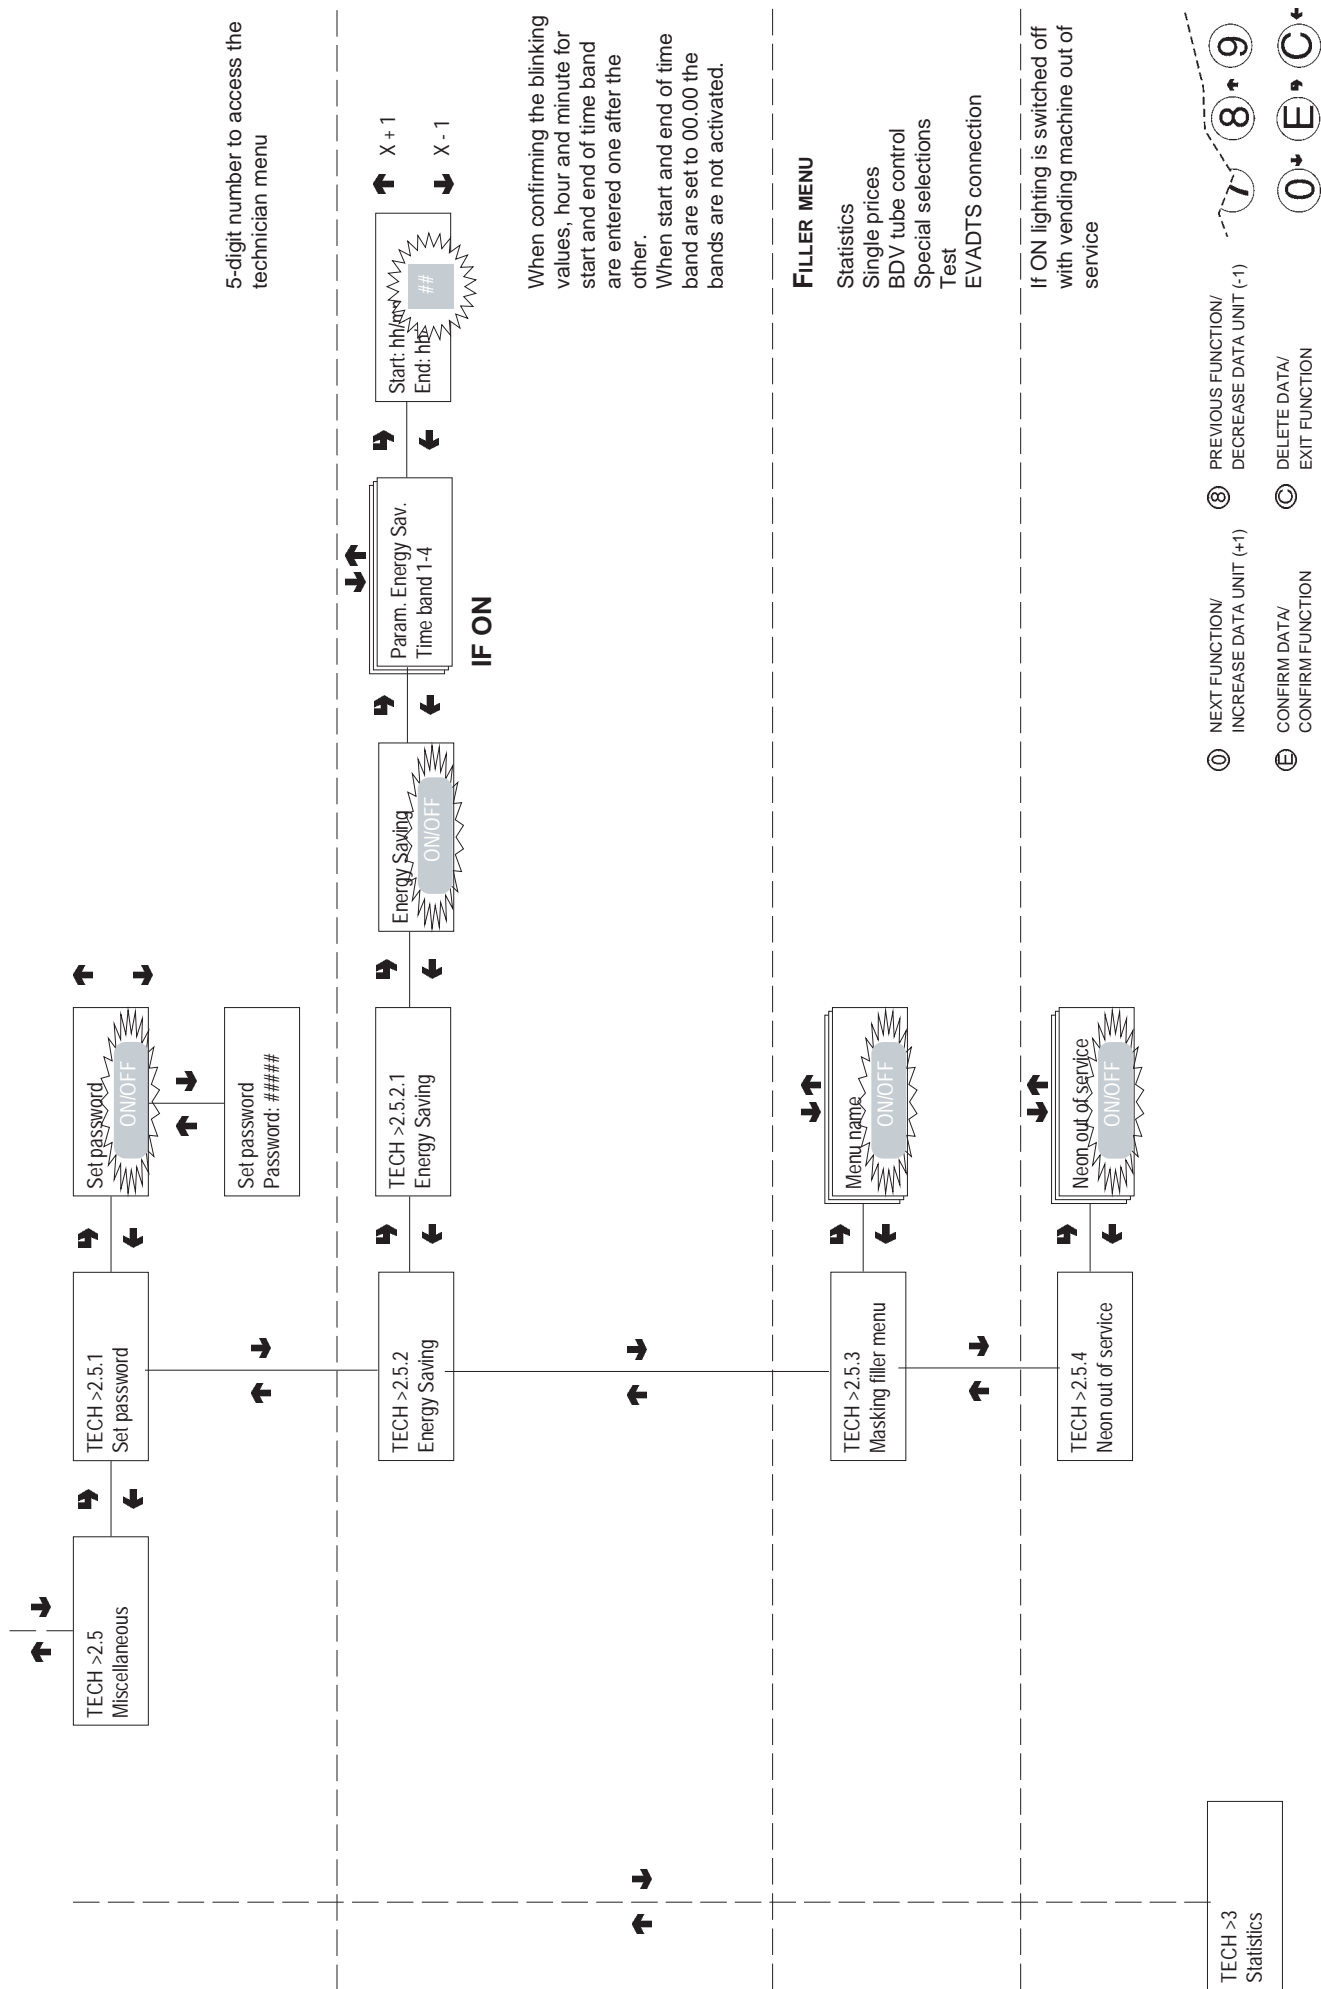 TECH >2.5
Miscellaneous
TECH >2.5.1
Set password
Set password
ON/OFF
Set password
Password: #####
5-digit number to access the
technician menu
TECH >2.5.2
Energy Saving
TECH >2.5.2.1
Energy Saving
Energy Saving
ON/OFF
Param. Energy Sav.
Time band 1-4
IF ON
Start: hh/m
End: hh
##
X + 1
X - 1
When confirming the blinking
values, hour and minute for
start and end of time band
are entered one after the
other.
When start and end of time
band are set to 00.00 the
bands are not activated.
TECH >2.5.3
Masking filler menu
Menu name
ON/OFF
FILLER MENU
Statistics
Single prices
BDV tube control
Special selections
Test
EVADTS connection
TECH >2.5.4
Neon out of service
Neon out of service
ON/OFF
If ON lighting is switched off
with vending machine out of
service
TECH >3
Statistics
0 NEXT FUNCTION/
INCREASE DATA UNIT (+1)
8 PREVIOUS FUNCTION/
DECREASE DATA UNIT (-1)
E CONFIRM DATA/
CONFIRM FUNCTION
C DELETE DATA/
EXIT FUNCTION
7 8 9
0 E C